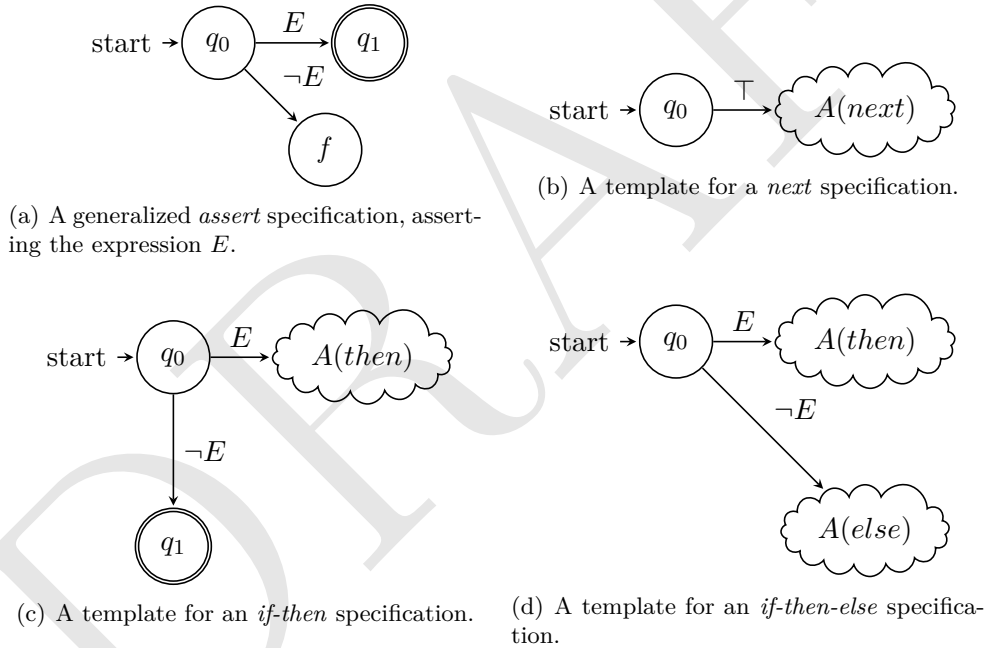 start q₀ E q₁
¬E
f
(a) A generalized assert specification, assert-
ing the expression E.
start q₀ ⊤ A(next)
(b) A template for a next specification.
start q₀ E A(then)
¬E
q₁
(c) A template for an if-then specification.
start q₀ E A(then)
¬E
A(else)
(d) A template for an if-then-else specifica-
tion.
DRAF